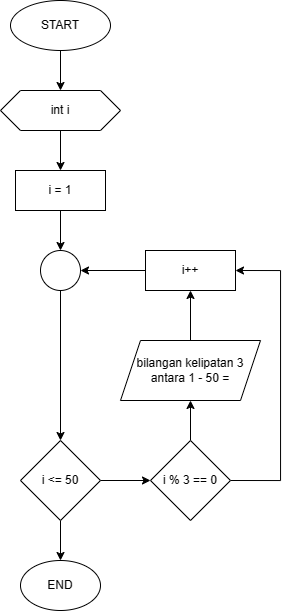 START
int i
i = 1
i++
bilangan kelipatan 3
antara 1 - 50 =
i <= 50
i % 3 == 0
END